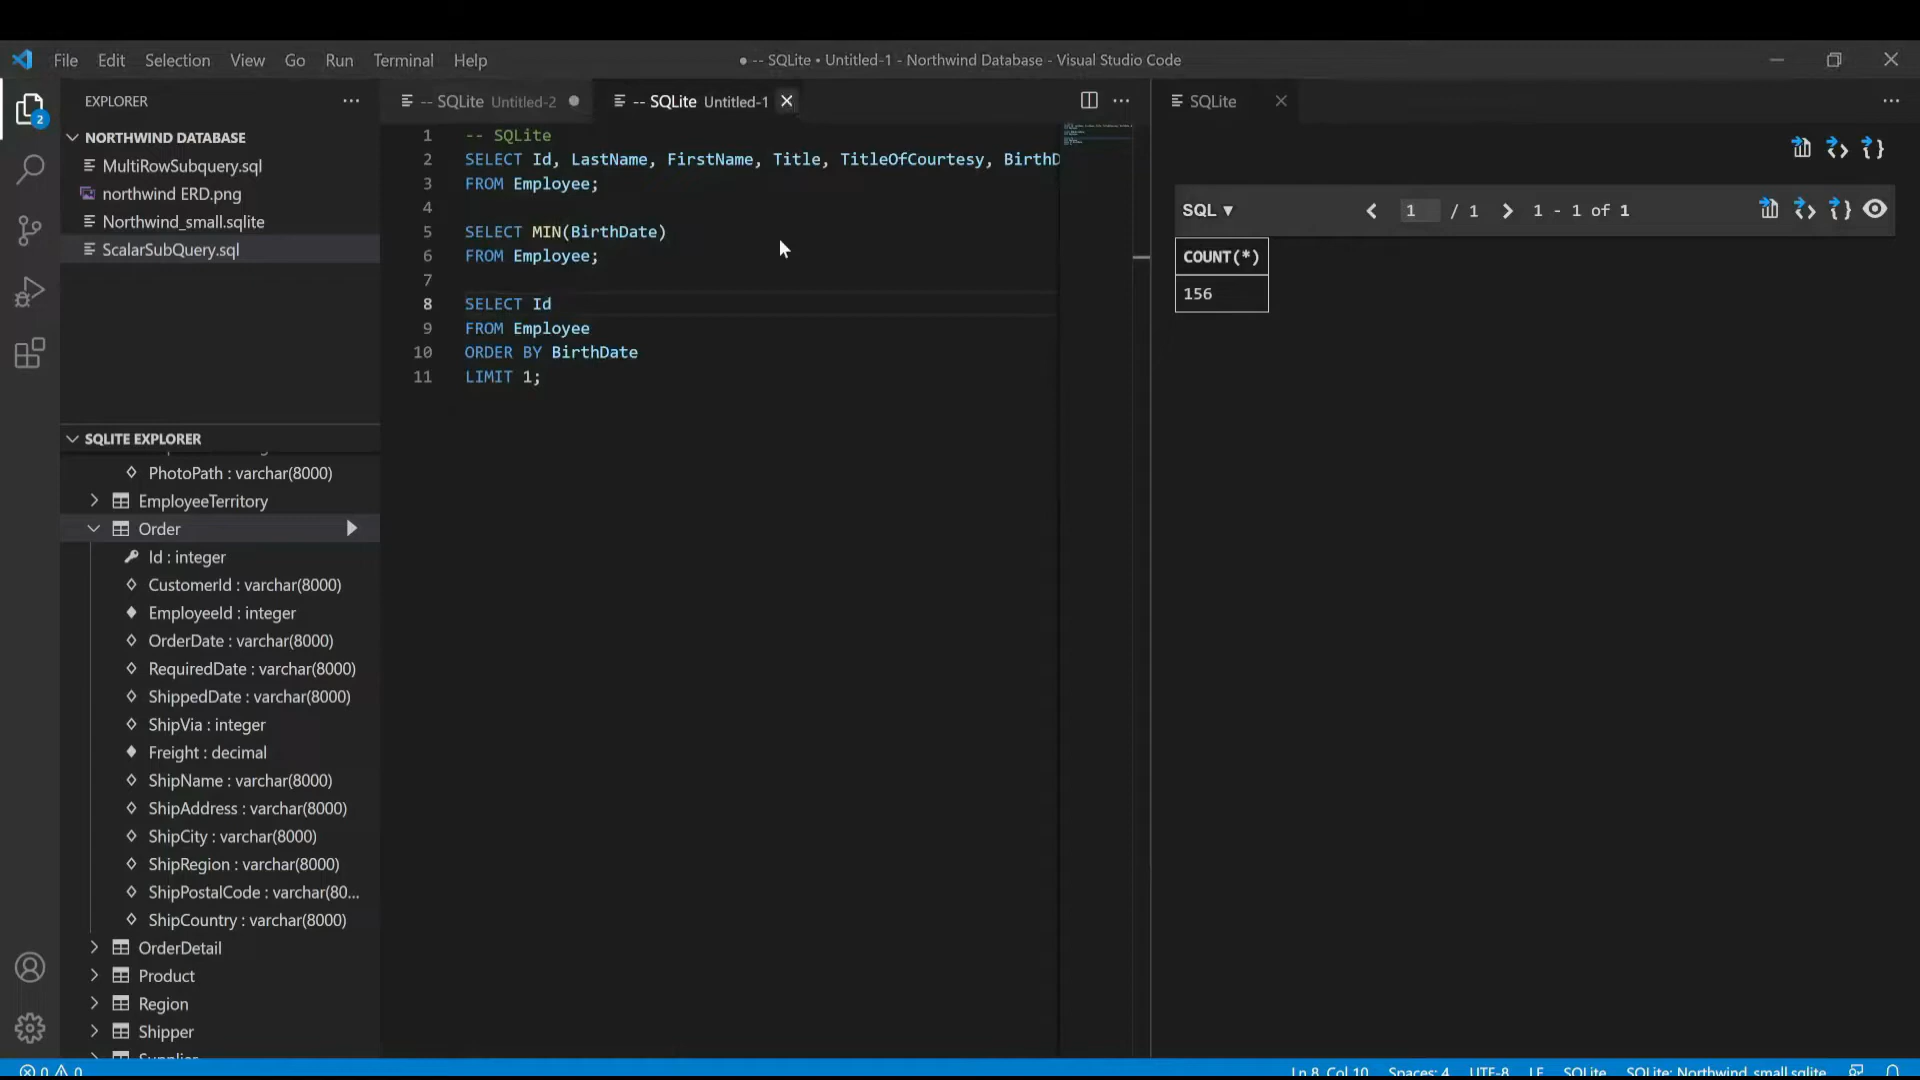 File Edit Selection View Go Run Terminal Help
● -- SQLite • Untitled-1 - Northwind Database - Visual Studio Code
2
EXPLORER
NORTHWIND DATABASE
MultiRowSubquery.sql
northwind ERD.png
Northwind_small.sqlite
ScalarSubQuery.sql
SQLITE EXPLORER
PhotoPath : varchar(8000)
EmployeeTerritory
Order
Id : integer
CustomerId : varchar(8000)
EmployeeId : integer
OrderDate : varchar(8000)
RequiredDate : varchar(8000)
ShippedDate : varchar(8000)
ShipVia : integer
Freight : decimal
ShipName : varchar(8000)
ShipAddress : varchar(8000)
ShipCity : varchar(8000)
ShipRegion : varchar(8000)
ShipPostalCode : varchar(80...
ShipCountry : varchar(8000)
OrderDetail
Product
Region
Shipper
-- SQLite Untitled-2
-- SQLite Untitled-1
1 -- SQLite
2 SELECT Id, LastName, FirstName, Title, TitleOfCourtesy, BirthD
3 FROM Employee;
4
5 SELECT MIN(BirthDate)
6 FROM Employee;
7
8 SELECT Id
9 FROM Employee
10 ORDER BY BirthDate
11 LIMIT 1;
SQLite
SQL ▼ 1 / 1 1 - 1 of 1
COUNT(*)
156
0 0
Ln 8, Col 10 Spaces: 4 UTF-8 LF SQLite SQLite: Northwind_small.sqlite